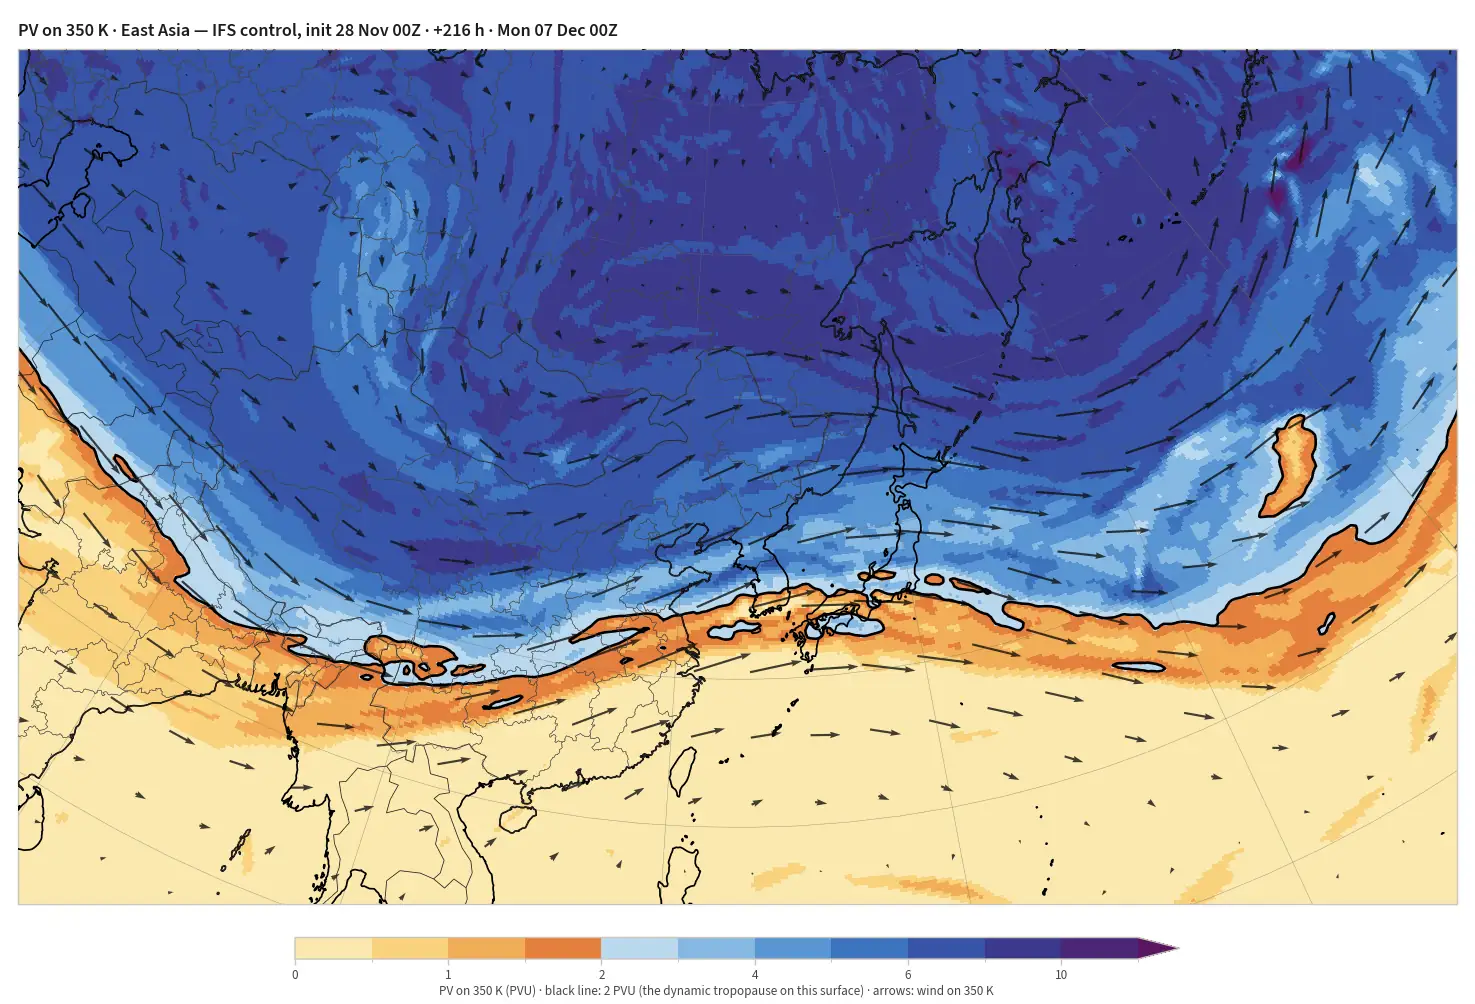 PV on 350 K · East Asia — IFS control, init 28 Nov 00Z · +216 h · Mon 07 Dec 00Z
0 1 2 4 6 10
PV on 350 K (PVU) · black line: 2 PVU (the dynamic tropopause on this surface) · arrows: wind on 350 K